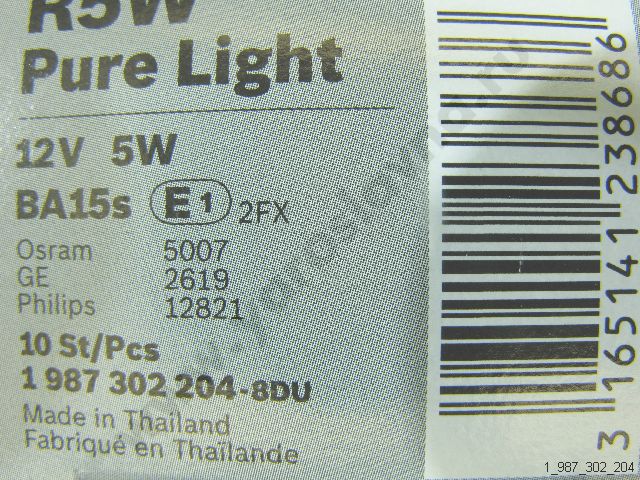 R5W
Pure Light
12V 5W
BA15s E1 2FX
Osram 5007
GE 2619
Philips 12821
10 St/Pcs
1 987 302 204-8DU
Made in Thailand
Fabriqué en Thaïlande
3 165141 238686
1_987_302_204